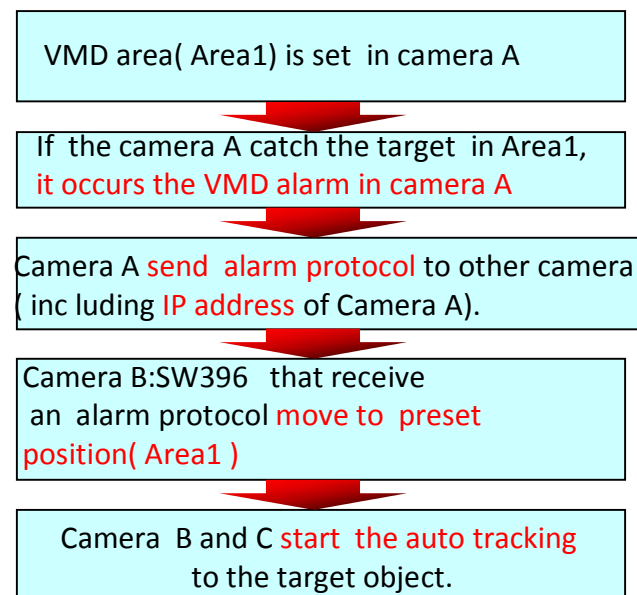 VMD area( Area1) is set in camera A
If the camera A catch the target in Area1,
it occurs the VMD alarm in camera A
Camera A send alarm protocol to other camera
( inc luding IP address of Camera A).
Camera B:SW396 that receive
an alarm protocol move to preset
position( Area1 )
Camera B and C start the auto tracking
to the target object.